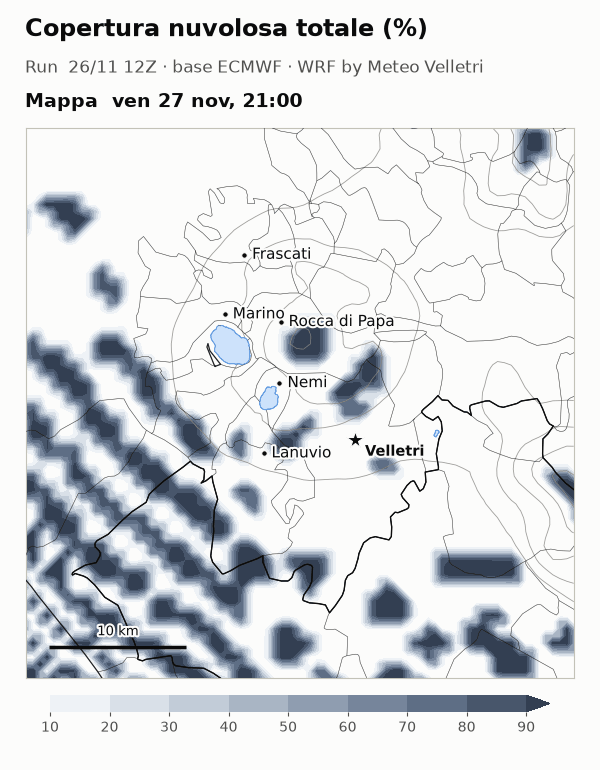 Copertura nuvolosa totale (%)
Run  26/11 12Z · base ECMWF · WRF by Meteo Velletri
Mappa  ven 27 nov, 21:00
Frascati
Marino
Rocca di Papa
Nemi
Velletri
Lanuvio
10 km
10 20 30 40 50 60 70 80 90